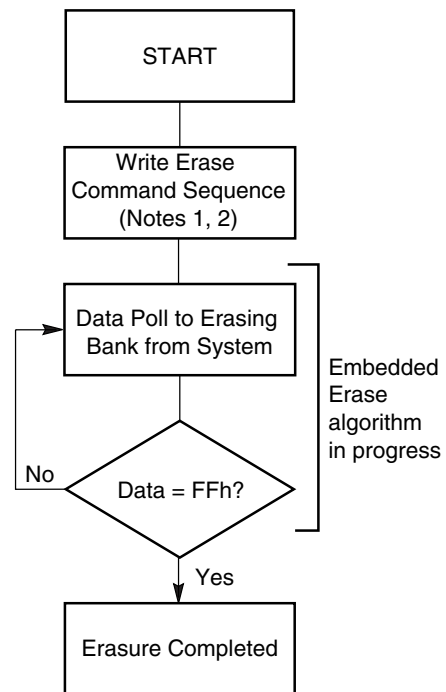 START
Write Erase
Command Sequence
(Notes 1, 2)
Data Poll to Erasing
Bank from System
Embedded
Erase
algorithm
in progress
No
Data = FFh?
Yes
Erasure Completed